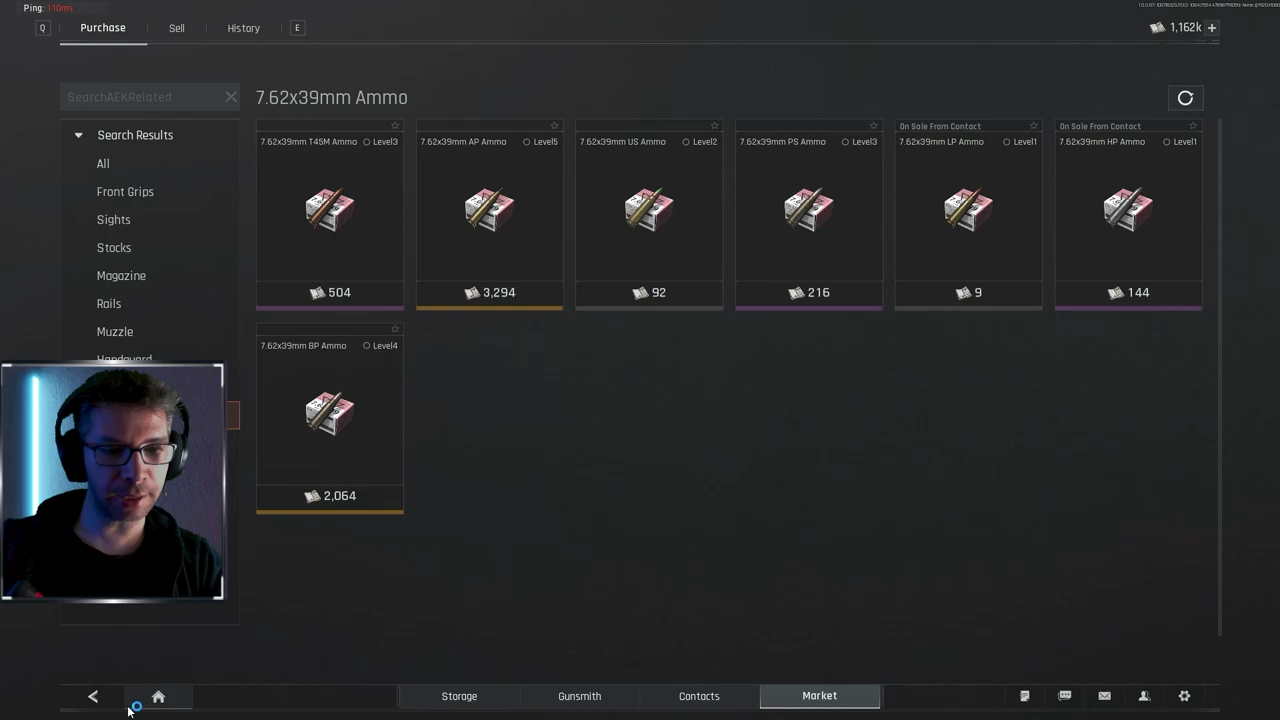 Ping: 110ms
Q Purchase Sell History E 1,162k +
SearchAEKRelated
7.62x39mm Ammo
Search Results
All
Front Grips
Sights
Stocks
Magazine
Rails
Muzzle
Handguard
7.62x39mm T45M Ammo Level3
504
7.62x39mm AP Ammo Level5
3,294
7.62x39mm US Ammo Level2
92
7.62x39mm PS Ammo Level3
216
On Sale From Contact
7.62x39mm LP Ammo Level1
9
On Sale From Contact
7.62x39mm HP Ammo Level1
144
7.62x39mm BP Ammo Level4
2,064
Storage Gunsmith Contacts Market